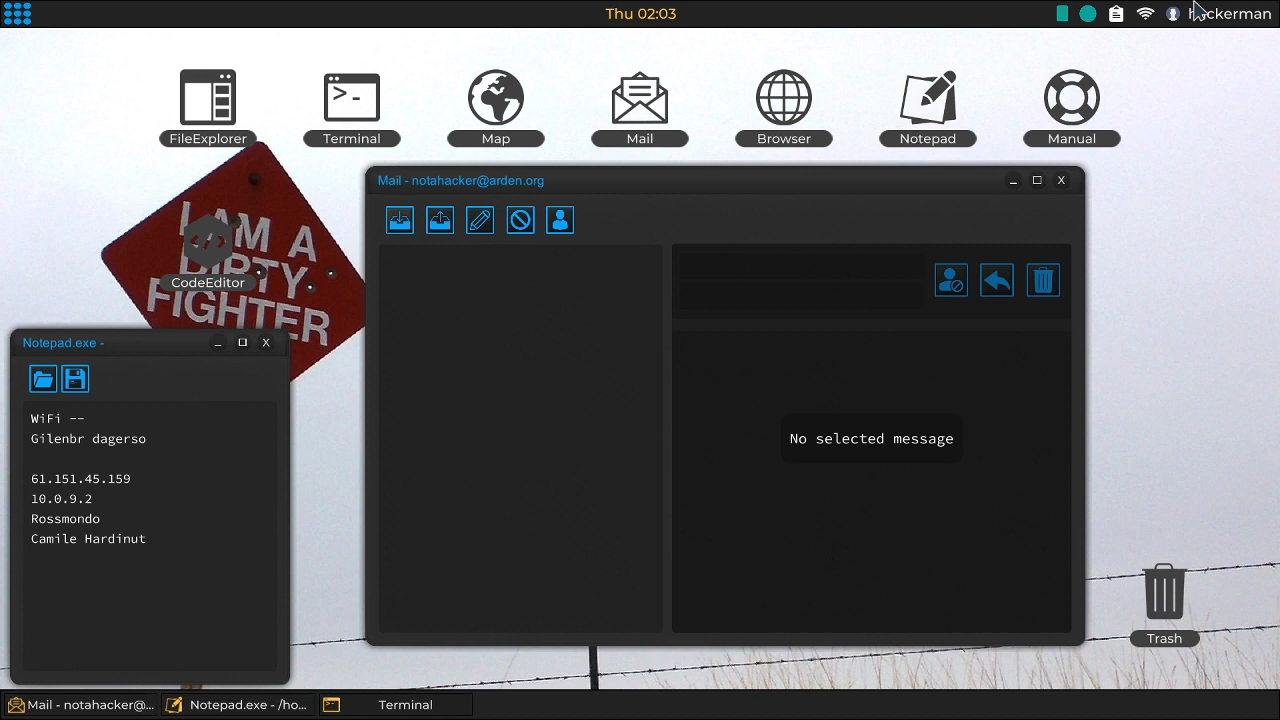 Thu 02:03
hackerman
FileExplorer
Terminal
Map
Mail
Browser
Notepad
Manual
I AM A
DIRTY
FIGHTER
CodeEditor
Mail - notahacker@arden.org
X
No selected message
Notepad.exe -
X
WiFi --
Gilenbr dagerso
61.151.45.159
10.0.9.2
Rossmondo
Camile Hardinut
Trash
Mail - notahacker@...
Notepad.exe - /ho...
Terminal